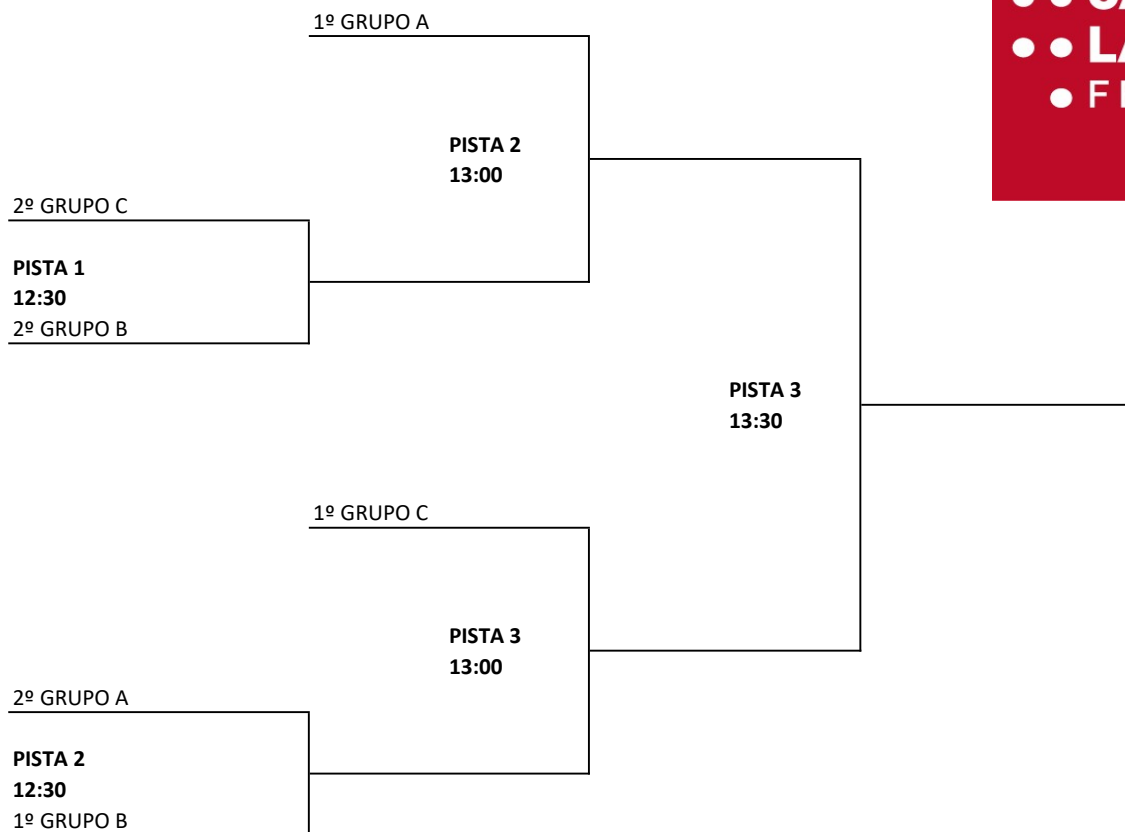 1º GRUPO A
PISTA 2
13:00
2º GRUPO C
PISTA 1
12:30
2º GRUPO B
PISTA 3
13:30
1º GRUPO C
PISTA 3
13:00
2º GRUPO A
PISTA 2
12:30
1º GRUPO B